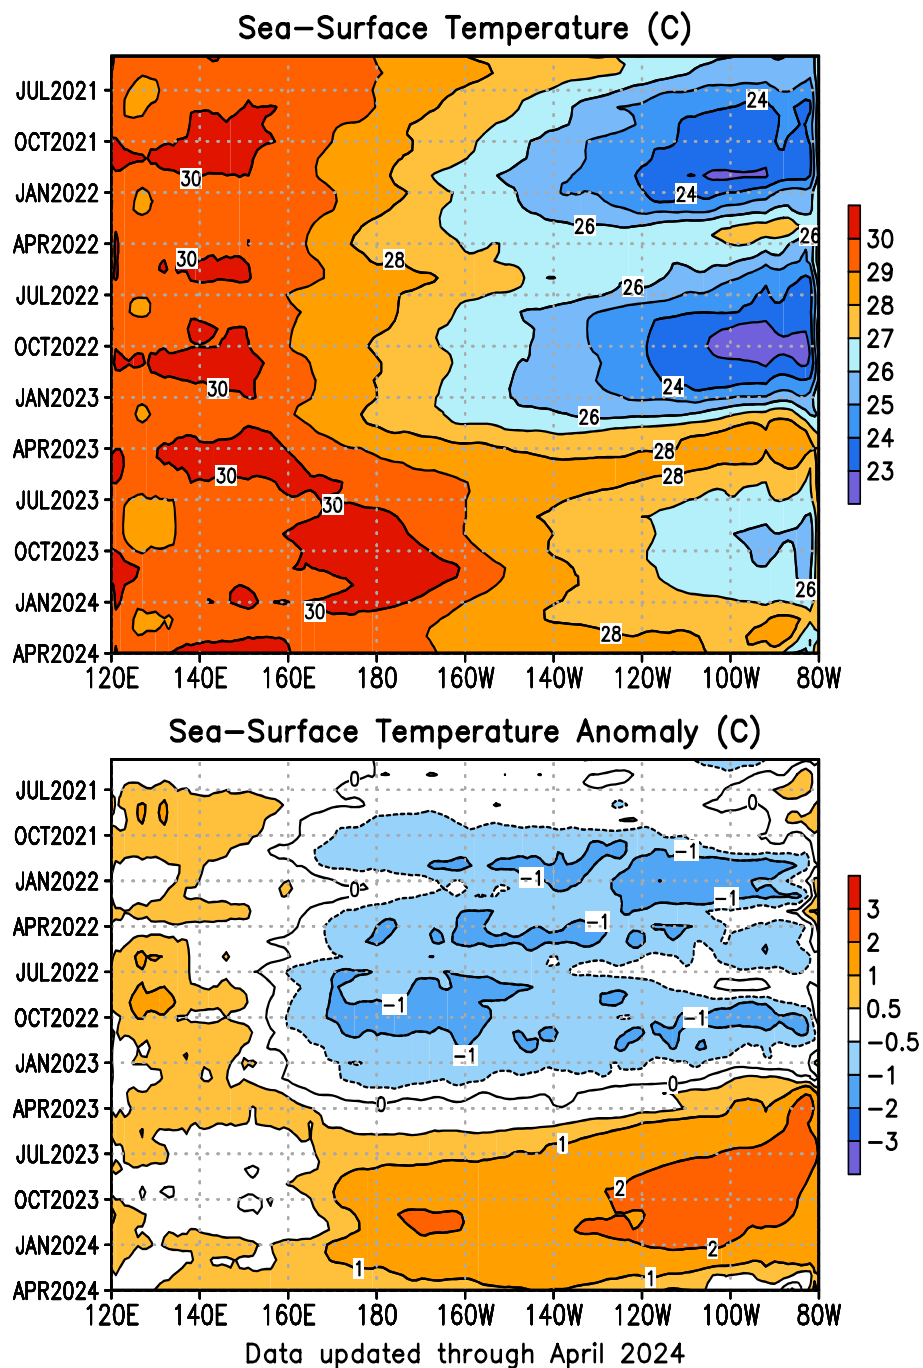 Sea-Surface Temperature (C)
JUL2021
OCT2021
JAN2022
APR2022
JUL2022
OCT2022
JAN2023
APR2023
JUL2023
OCT2023
JAN2024
APR2024
24
30
24
26
26
30
28
26
30
24
26
28
30
28
30
26
30
28
120E 140E 160E 180 160W 140W 120W 100W 80W
30
29
28
27
26
25
24
23
Sea-Surface Temperature Anomaly (C)
JUL2021
OCT2021
JAN2022
APR2022
JUL2022
OCT2022
JAN2023
APR2023
JUL2023
OCT2023
JAN2024
APR2024
0
0
-1
-1
0
-1
-1
-1
-1
-1
0
0
1
2
2
1
1
120E 140E 160E 180 160W 140W 120W 100W 80W
3
2
1
0.5
-0.5
-1
-2
-3
Data updated through April 2024